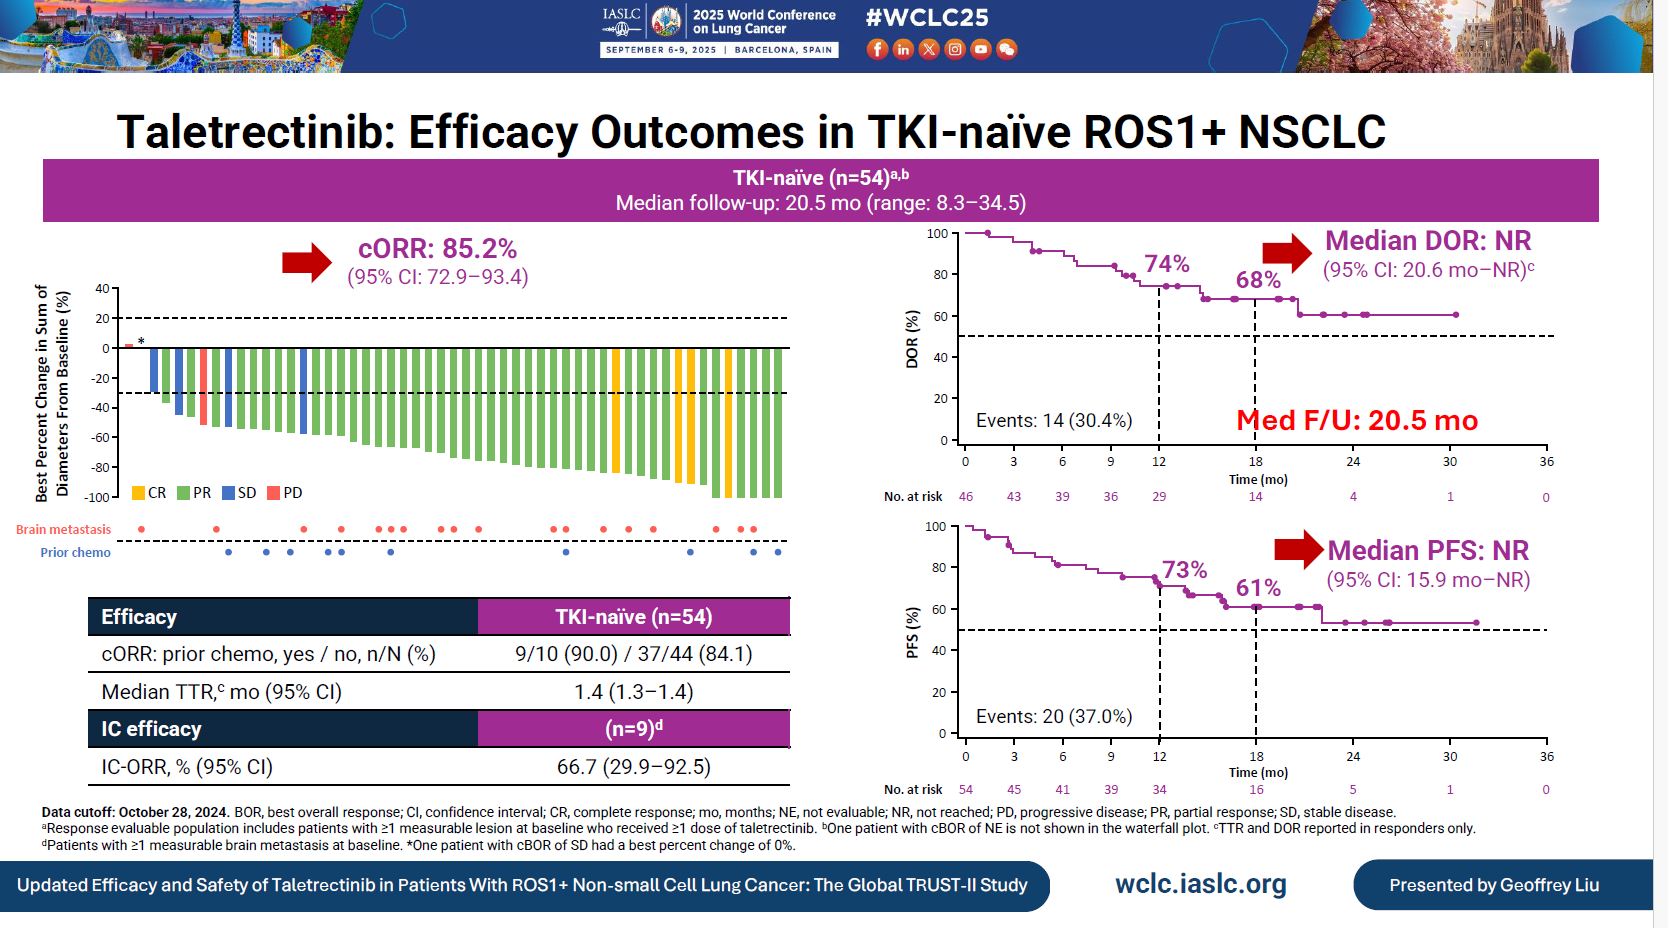 IASLC
2025 World Conference
on Lung Cancer
SEPTEMBER 6-9, 2025 | BARCELONA, SPAIN
#WCLC25
Taletrectinib: Efficacy Outcomes in TKI-naïve ROS1+ NSCLC
TKI-naïve (n=54)ᵃ,ᵇ
Median follow-up: 20.5 mo (range: 8.3–34.5)
cORR: 85.2%
(95% CI: 72.9–93.4)
Best Percent Change in Sum of
Diameters From Baseline (%)
40
20
0
-20
-40
-60
-80
-100
*
CR PR SD PD
Brain metastasis
Prior chemo
Efficacy TKI-naïve (n=54)
cORR: prior chemo, yes / no, n/N (%) 9/10 (90.0) / 37/44 (84.1)
Median TTR,ᶜ mo (95% CI) 1.4 (1.3–1.4)
IC efficacy (n=9)ᵈ
IC-ORR, % (95% CI) 66.7 (29.9–92.5)
Median DOR: NR
(95% CI: 20.6 mo–NR)ᶜ
DOR (%)
100
80
60
40
20
0
74%
68%
Events: 14 (30.4%)
Med F/U: 20.5 mo
0 3 6 9 12 18 24 30 36
Time (mo)
No. at risk 46 43 39 36 29 14 4 1 0
Median PFS: NR
(95% CI: 15.9 mo–NR)
PFS (%)
100
80
60
40
20
0
73%
61%
Events: 20 (37.0%)
0 3 6 9 12 18 24 30 36
Time (mo)
No. at risk 54 45 41 39 34 16 5 1 0
Data cutoff: October 28, 2024. BOR, best overall response; CI, confidence interval; CR, complete response; mo, months; NE, not evaluable; NR, not reached; PD, progressive disease; PR, partial response; SD, stable disease.
ᵃResponse evaluable population includes patients with ≥1 measurable lesion at baseline who received ≥1 dose of taletrectinib. ᵇOne patient with cBOR of NE is not shown in the waterfall plot. ᶜTTR and DOR reported in responders only.
ᵈPatients with ≥1 measurable brain metastasis at baseline. *One patient with cBOR of SD had a best percent change of 0%.
Updated Efficacy and Safety of Taletrectinib in Patients With ROS1+ Non-small Cell Lung Cancer: The Global TRUST-II Study
wclc.iaslc.org
Presented by Geoffrey Liu